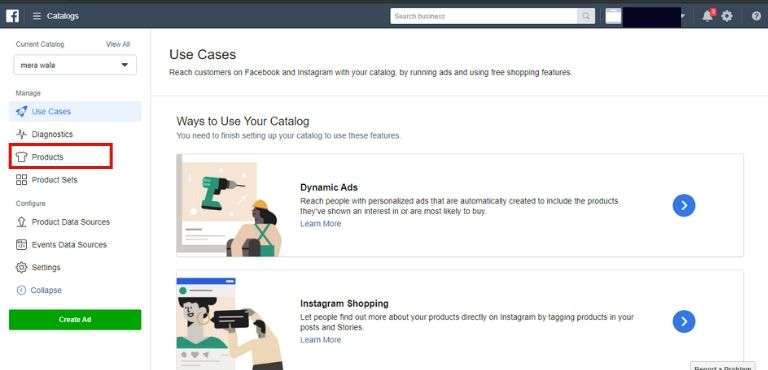 f Catalogs
Search business
3
Current Catalog View All
mera wala
Manage
Use Cases
Diagnostics
Products
Product Sets
Configure
Product Data Sources
Events Data Sources
Settings
Collapse
Create Ad
Use Cases
Reach customers on Facebook and Instagram with your catalog, by running ads and using free shopping features.
Ways to Use Your Catalog
You need to finish setting up your catalog to use these features.
Dynamic Ads
Reach people with personalized ads that are automatically created to include the products
they've shown an interest in or are most likely to buy.
Learn More
Instagram Shopping
Let people find out more about your products directly on Instagram by tagging products in your
posts and Stories.
Learn More
Report a Problem